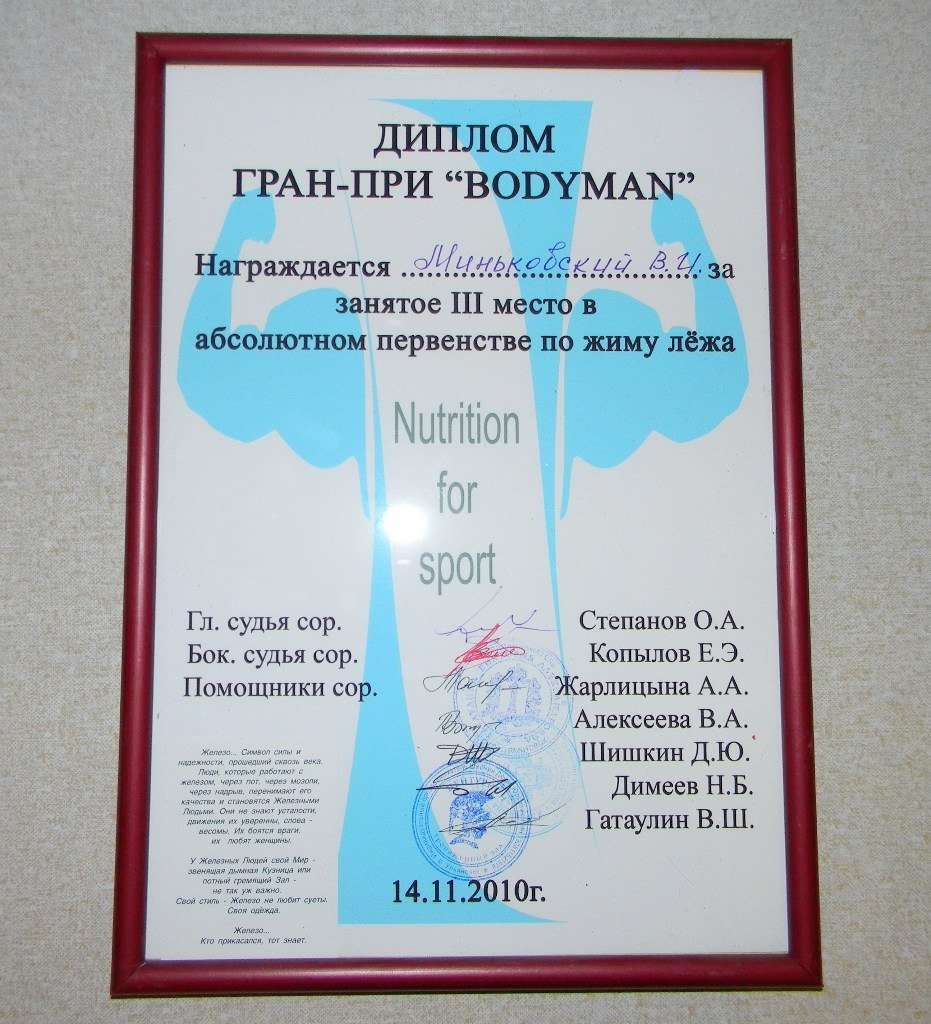 ДИПЛОМ
ГРАН-ПРИ “BODYMAN”
Награждается Миньковский В.И. за
занятое III место в
абсолютном первенстве по жиму лёжа
Nutrition
for
sport
Гл. судья сор. Степанов О.А.
Бок. судья сор. Копылов Е.Э.
Помощники сор. Жарлицына А.А.
Алексеева В.А.
Шишкин Д.Ю.
Димеев Н.Б.
Гатаулин В.Ш.
Железо... Символ силы и
надежности, прошедший сквозь века.
Люди, которые работают с
железом, через пот, через мозоли,
через надрыв, перенимают его
качества и становятся Железными
Людьми. Они не знают усталости,
движения их уверенны, слова -
весомы. Их боятся враги,
их любят женщины.
У Железных Людей свой Мир -
звенящая дымная Кузница или
потный гремящий Зал -
не так уж важно.
Свой стиль - Железо не любит суеты.
Своя одежда.
Железо...
Кто прикасался, тот знает.
14.11.2010г.